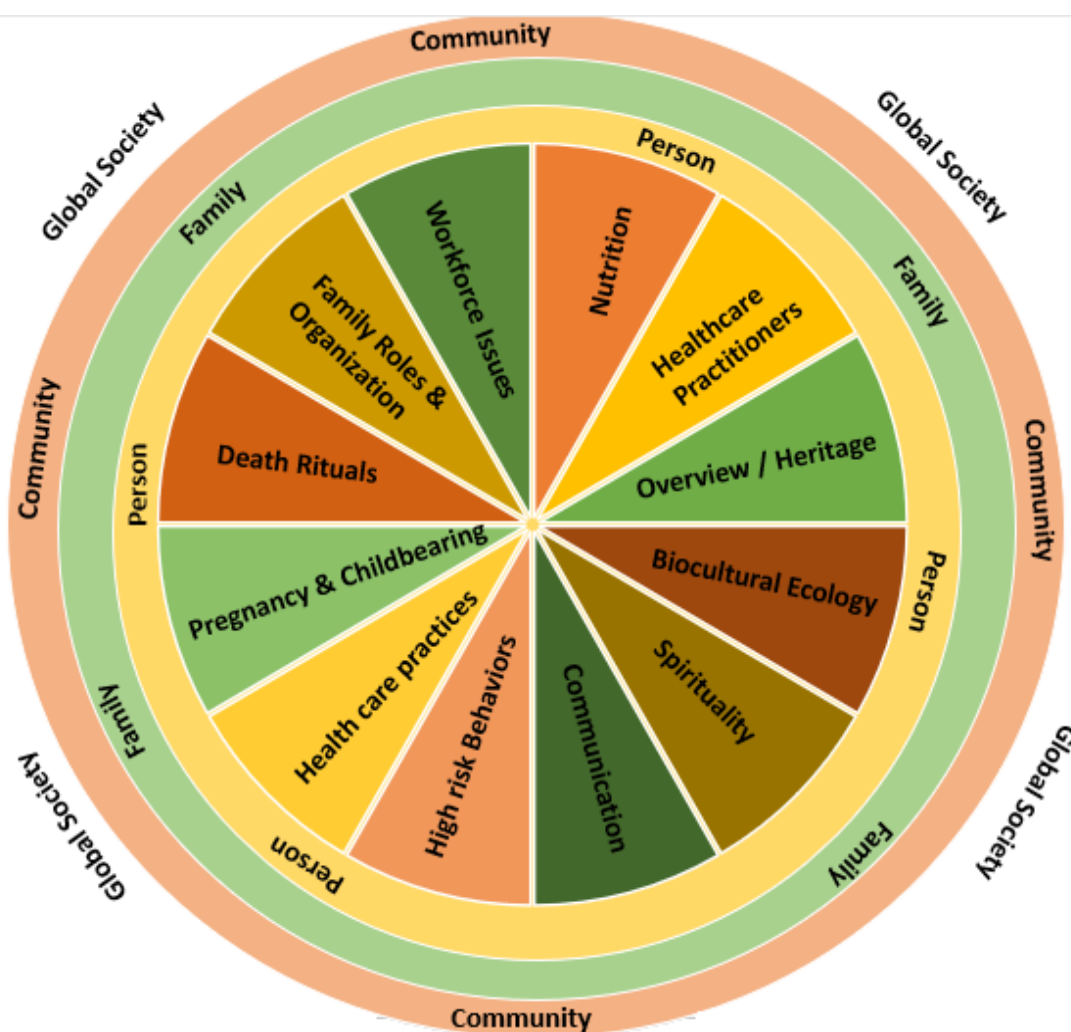 Community
Global Society
Global Society
Family
Person
Family
Workforce Issues
Nutrition
Family Roles &
Organization
Healthcare
Practitioners
Community
Person
Death Rituals
Overview / Heritage
Community
Pregnancy & Childbearing
Biocultural Ecology
Person
Health care practices
Spirituality
High risk Behaviors
Communication
Family
Global Society
Global Society
Person
Family
Community